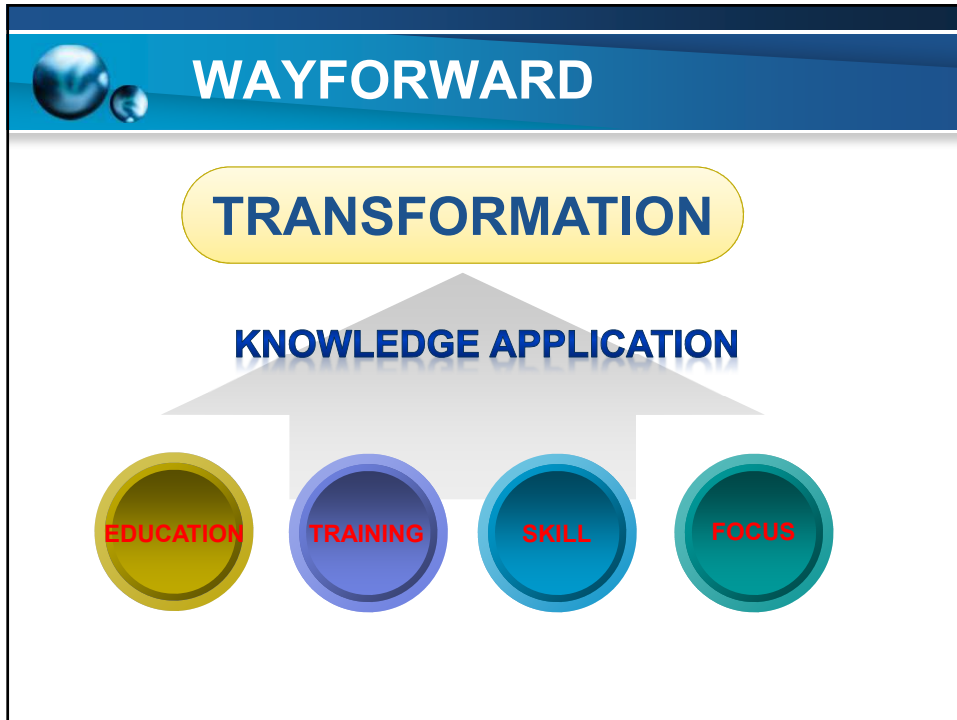 WAYFORWARD
TRANSFORMATION
KNOWLEDGE APPLICATION
EDUCATION
TRAINING
SKILL
FOCUS